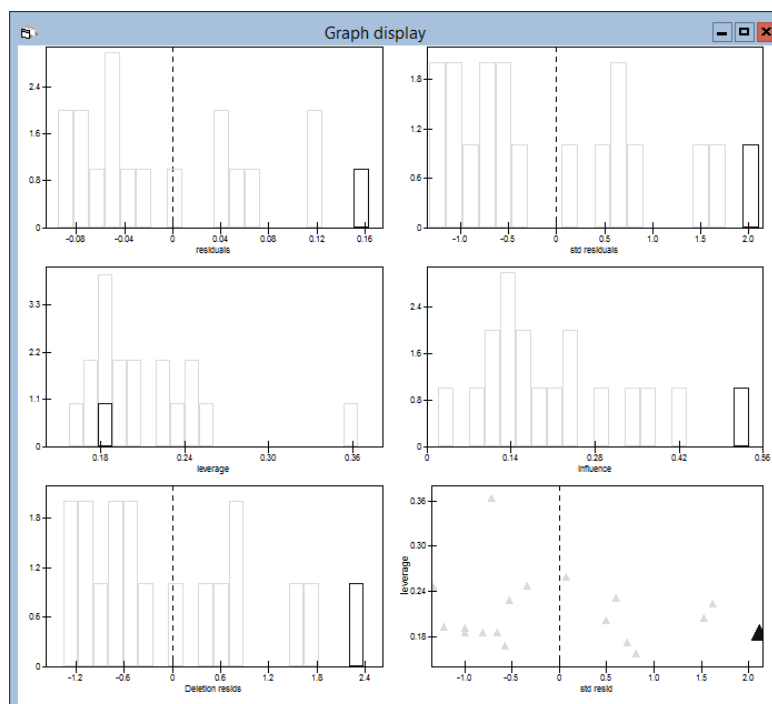 Graph display
2.4
1.6
0.8
0
-0.08 -0.04 0 0.04 0.08 0.12 0.16
residuals
1.8
1.2
0.6
0
-1.0 -0.5 0 0.5 1.0 1.5 2.0
std residuals
3.3
2.2
1.1
0
0.18 0.24 0.30 0.36
leverage
2.4
1.6
0.8
0
0 0.14 0.28 0.42 0.56
influence
1.8
1.2
0.6
0
-1.2 -0.6 0 0.6 1.2 1.8 2.4
Deletion resids
leverage
0.36
0.30
0.24
0.18
-1.0 -0.5 0 0.5 1.0 1.5 2.0
std resid